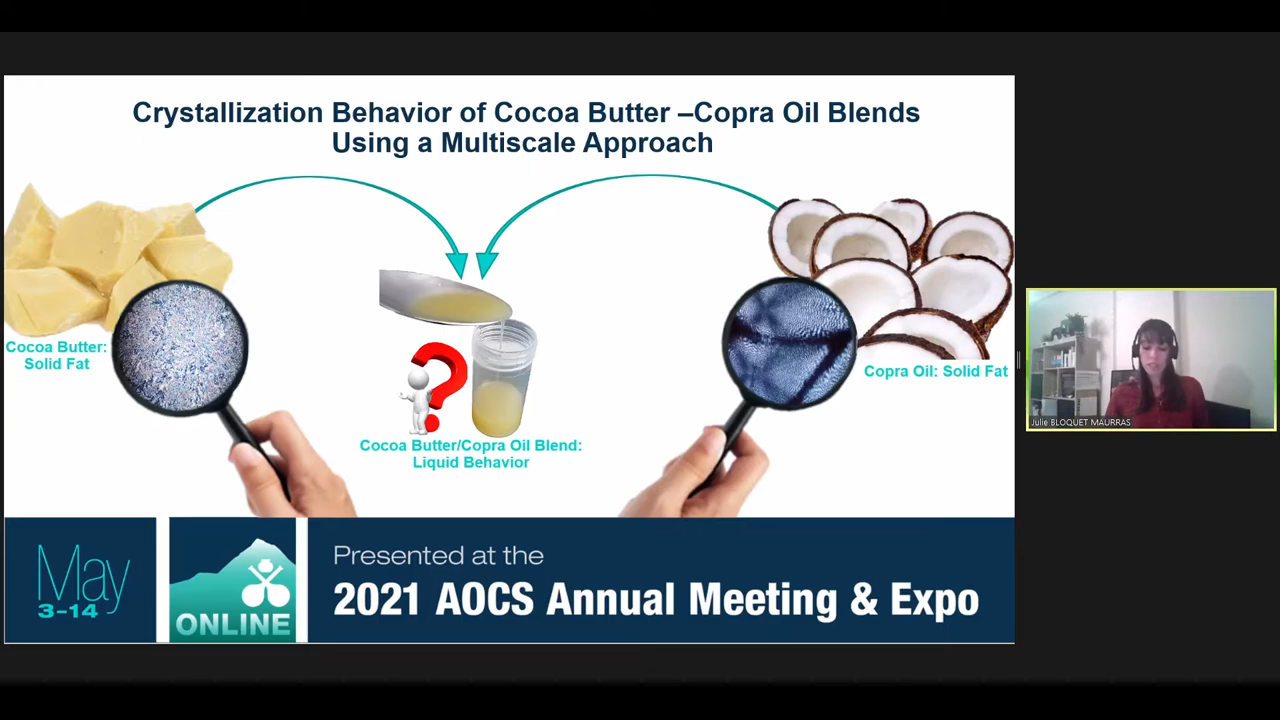 Crystallization Behavior of Cocoa Butter –Copra Oil Blends
Using a Multiscale Approach
Cocoa Butter:
Solid Fat
Copra Oil: Solid Fat
Cocoa Butter/Copra Oil Blend:
Liquid Behavior
Julie BLOQUET MAURRAS
May
3-14
ONLINE
Presented at the
2021 AOCS Annual Meeting & Expo